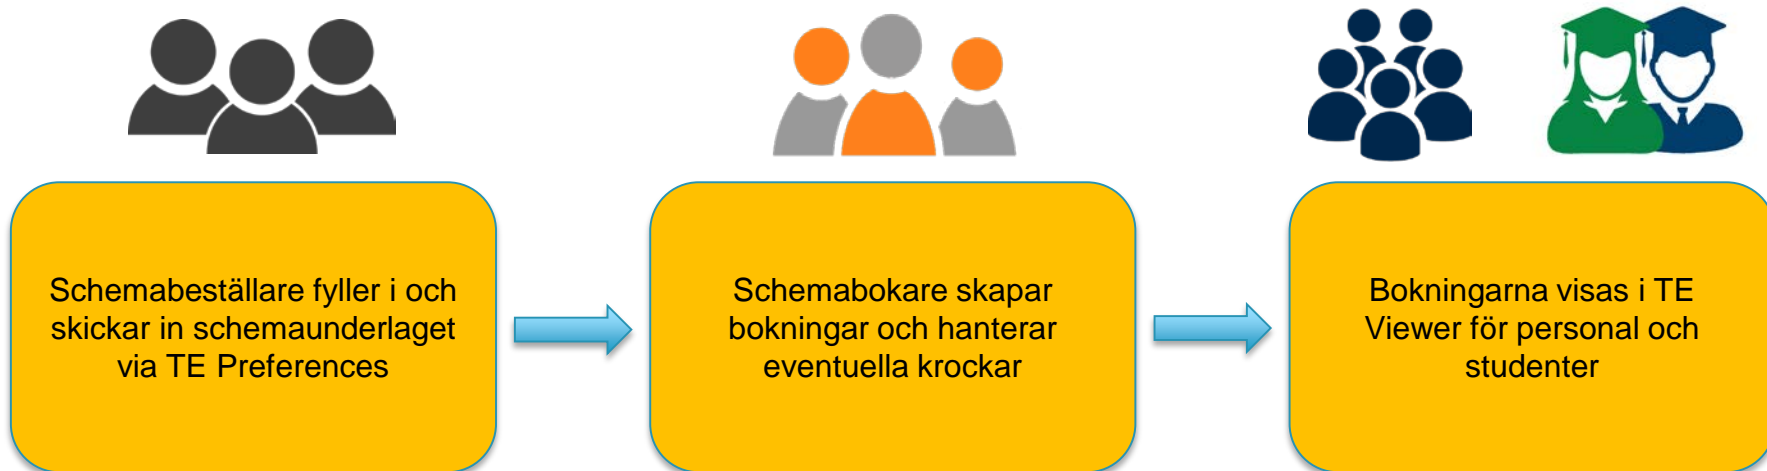 Schemabeställare fyller i och
skickar in schemaunderlaget
via TE Preferences
Schemabokare skapar
bokningar och hanterar
eventuella krockar
Bokningarna visas i TE
Viewer för personal och
studenter